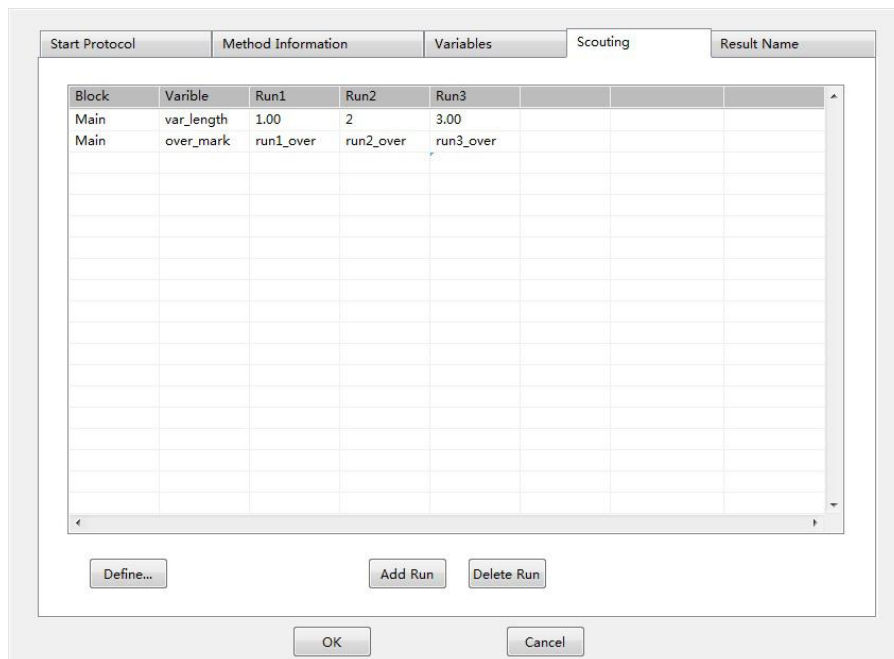 Start Protocol Method Information Variables Scouting Result Name
Block Varible Run1 Run2 Run3
Main var_length 1.00 2 3.00
Main over_mark run1_over run2_over run3_over
Define... Add Run Delete Run
OK Cancel